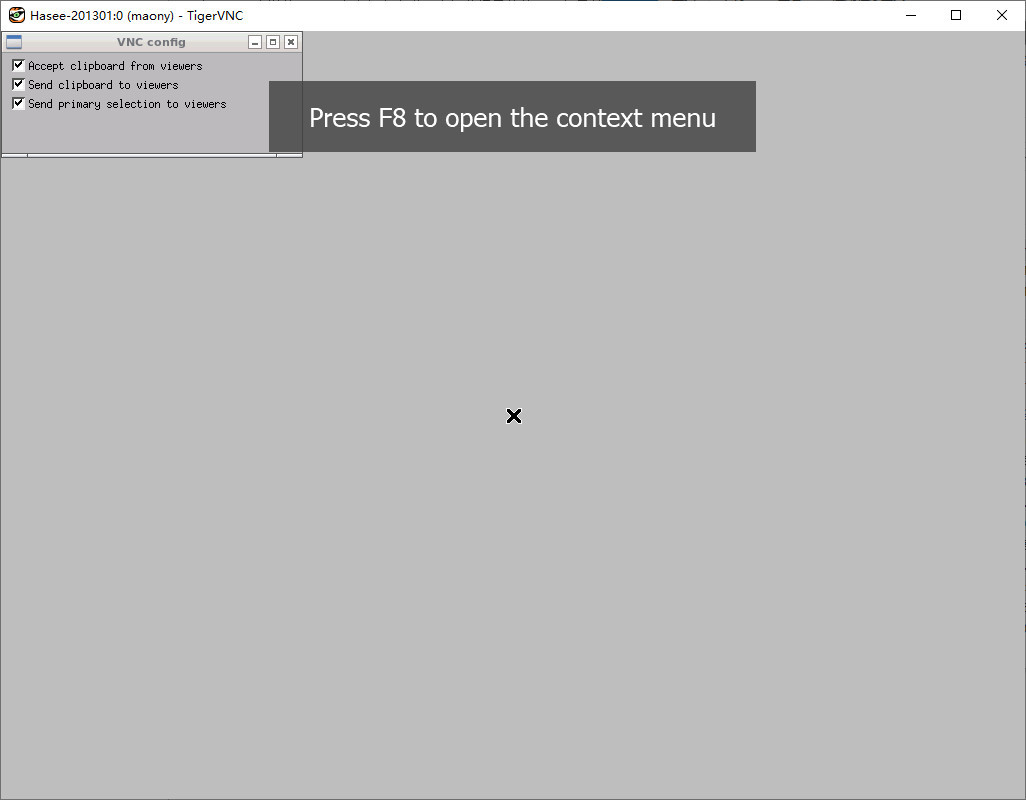 Hasee-201301:0 (maony) - TigerVNC
VNC config
Accept clipboard from viewers
Send clipboard to viewers
Send primary selection to viewers
Press F8 to open the context menu